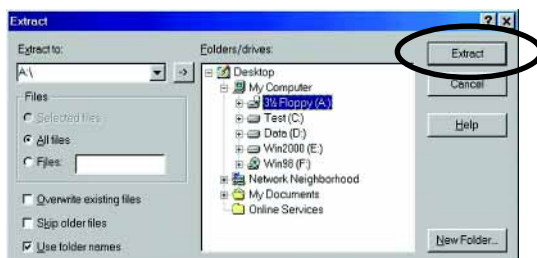 Extract
Extract to:
A:\
Files
Selected files
All files
Files:
Overwrite existing files
Skip older files
Use folder names
Folders/drives:
Desktop
My Computer
3½ Floppy (A:)
Test (C:)
Data (D:)
Win2000 (E:)
Win98 (F:)
Network Neighborhood
My Documents
Online Services
Extract
Cancel
Help
New Folder...